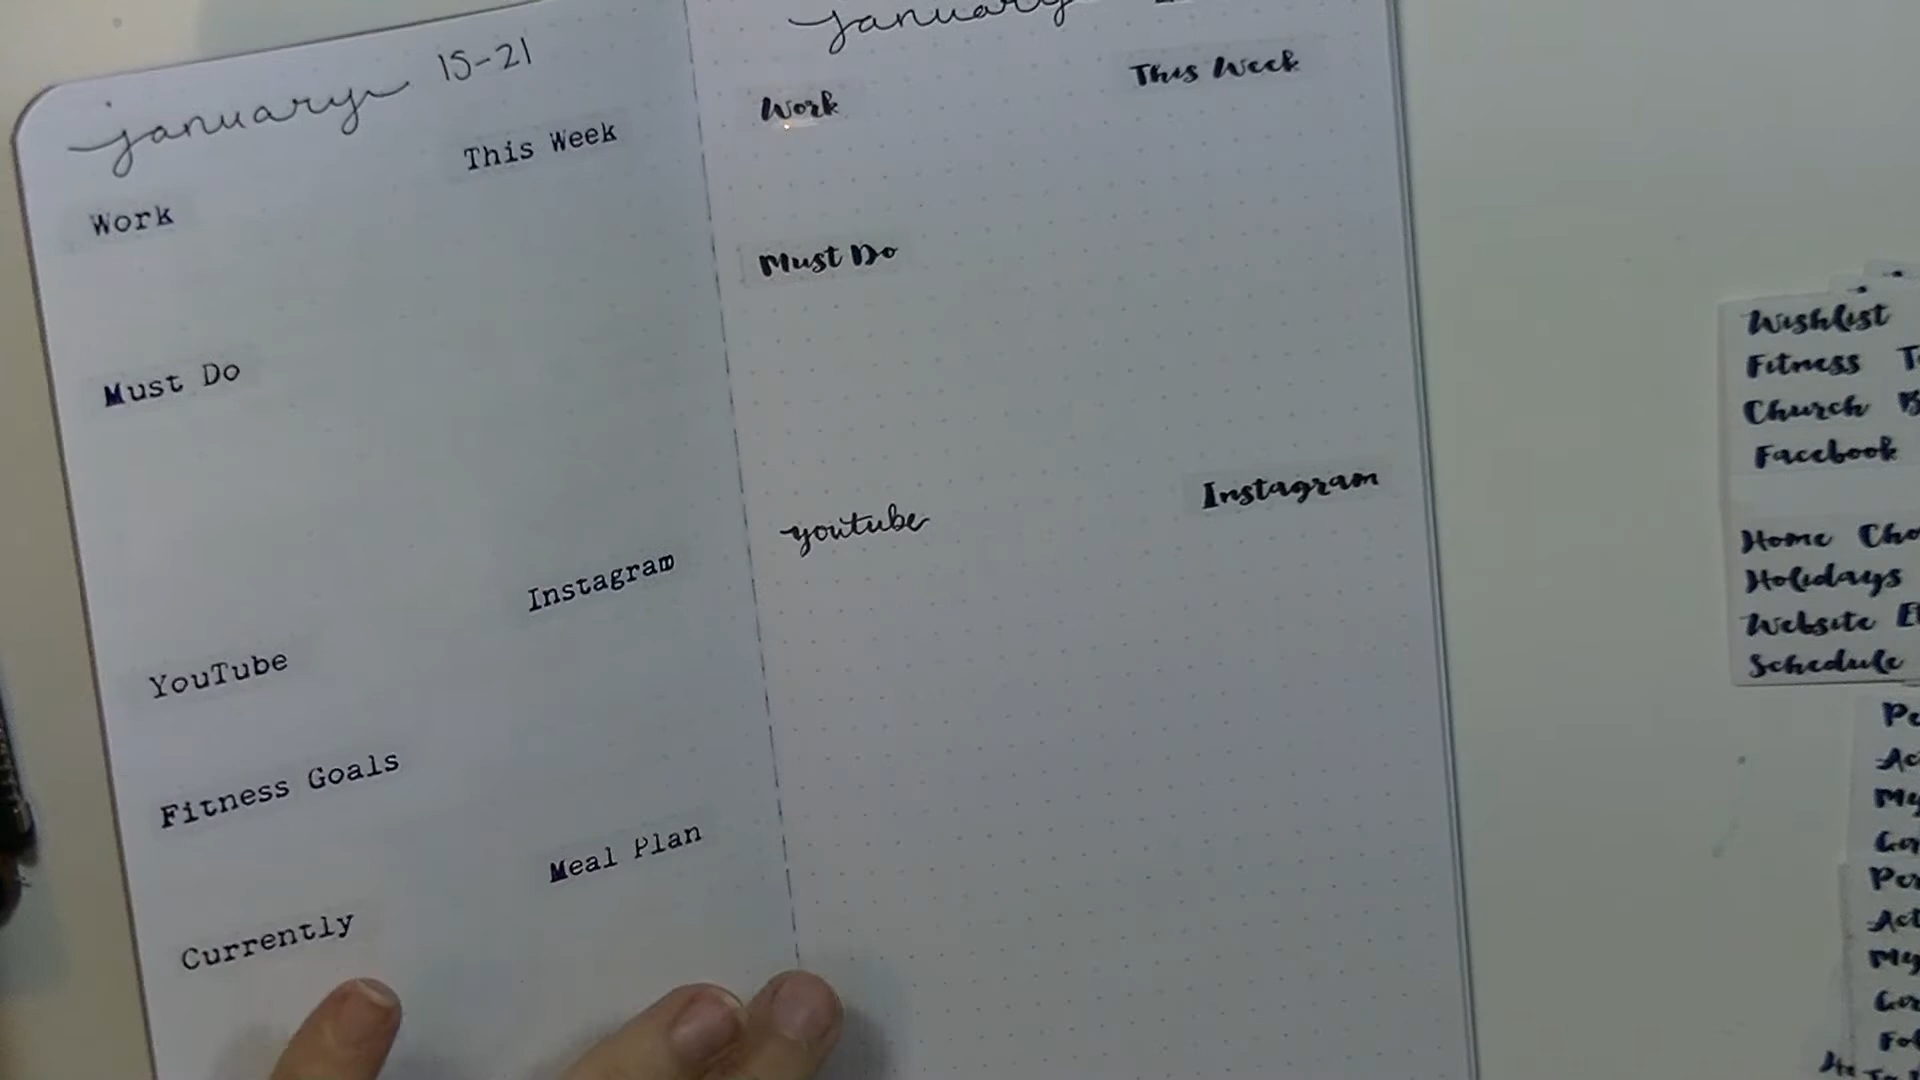 january 15-21
This Week
Work
Must Do
Instagram
YouTube
Fitness Goals
Meal Plan
Currently
january
This Week
Work
Must Do
Instagram
youtube
Wishlist
Fitness
Church
Facebook
Home
Holidays
Website
Schedule